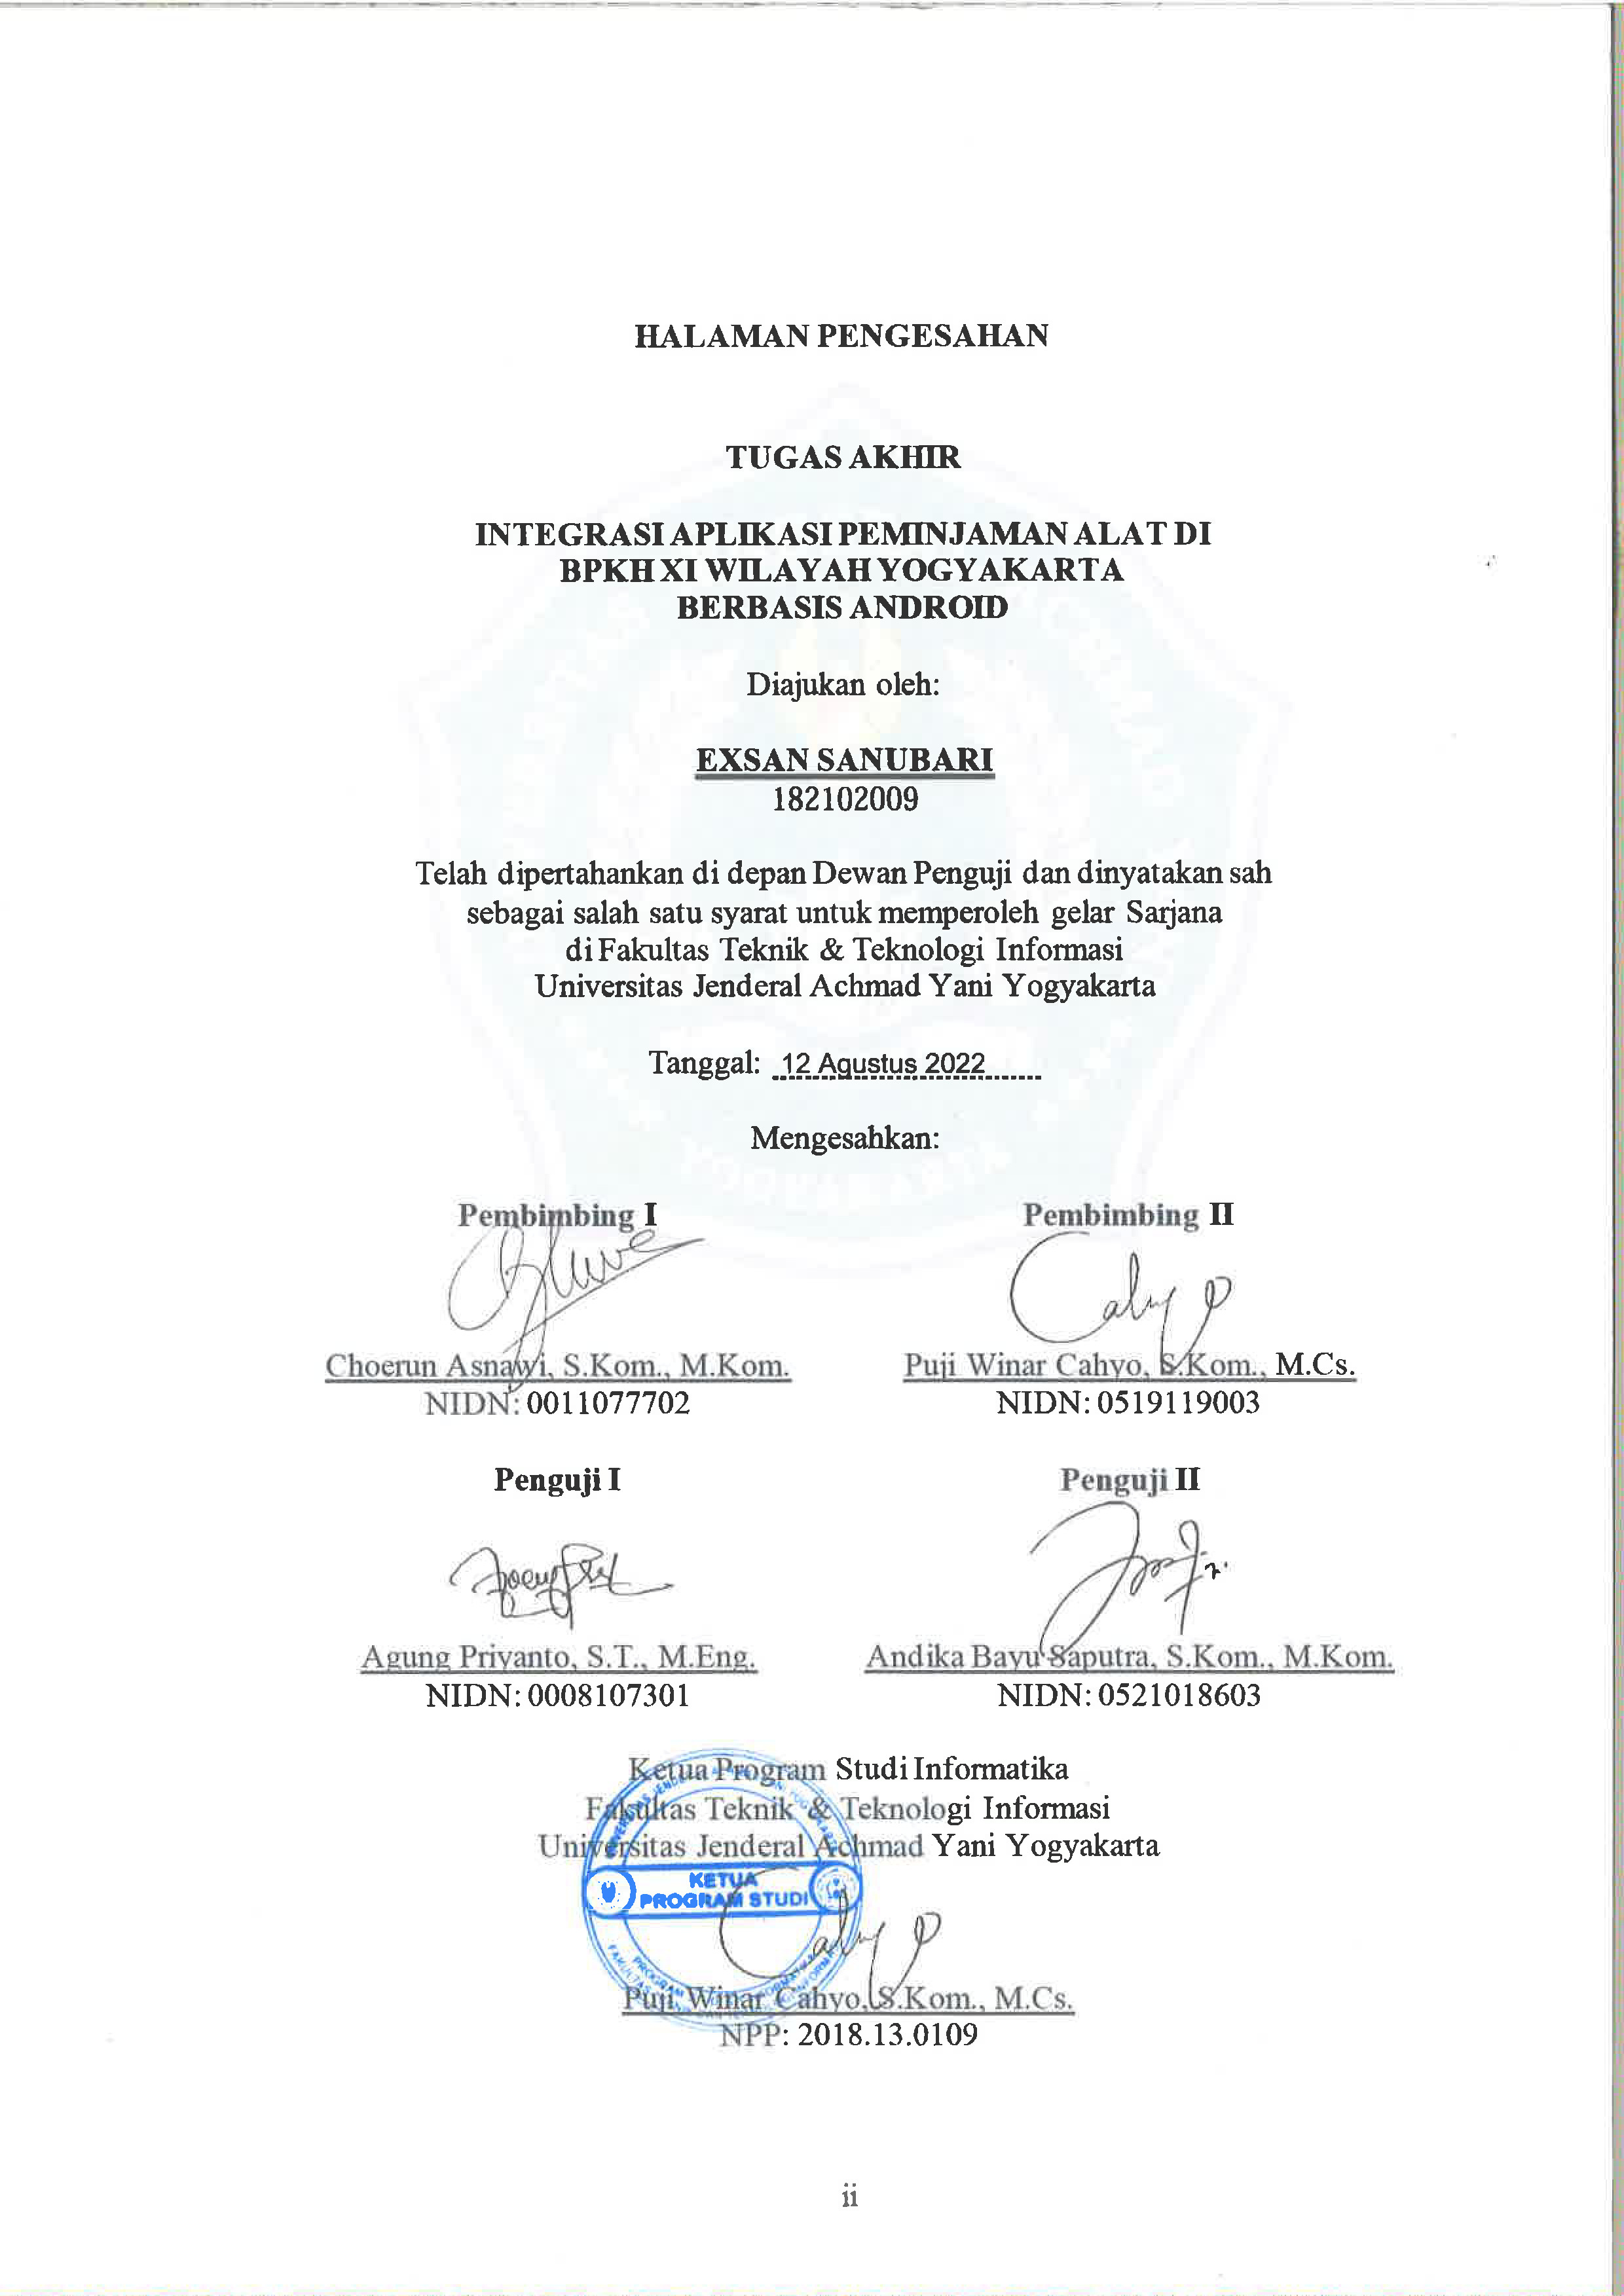 HALAMAN PENGESAHAN
TUGAS AKHIR
INTEGRASI APLIKASI PEMINJAMAN ALAT DI
BPKH XI WILAYAH YOGYAKARTA
BERBASIS ANDROID
Diajukan oleh:
EXSAN SANUBARI
182102009
Telah dipertahankan di depan Dewan Penguji dan dinyatakan sah
sebagai salah satu syarat untuk memperoleh gelar Sarjana
di Fakultas Teknik & Teknologi Informasi
Universitas Jenderal Achmad Yani Yogyakarta
Tanggal: 12 Agustus 2022
Mengesahkan:
Pembimbing I
Choerun Asnawi, S.Kom., M.Kom.
NIDN: 0011077702
Pembimbing II
Puji Winar Cahyo, S.Kom., M.Cs.
NIDN: 0519119003
Penguji I
Agung Priyanto, S.T., M.Eng.
NIDN: 0008107301
Penguji II
Andika Bayu Saputra, S.Kom., M.Kom.
NIDN: 0521018603
Ketua Program Studi Informatika
Fakultas Teknik & Teknologi Informasi
Universitas Jenderal Achmad Yani Yogyakarta
KETUA
PROGRAM STUDI
Puji Winar Cahyo, S.Kom., M.Cs.
NPP: 2018.13.0109
ii